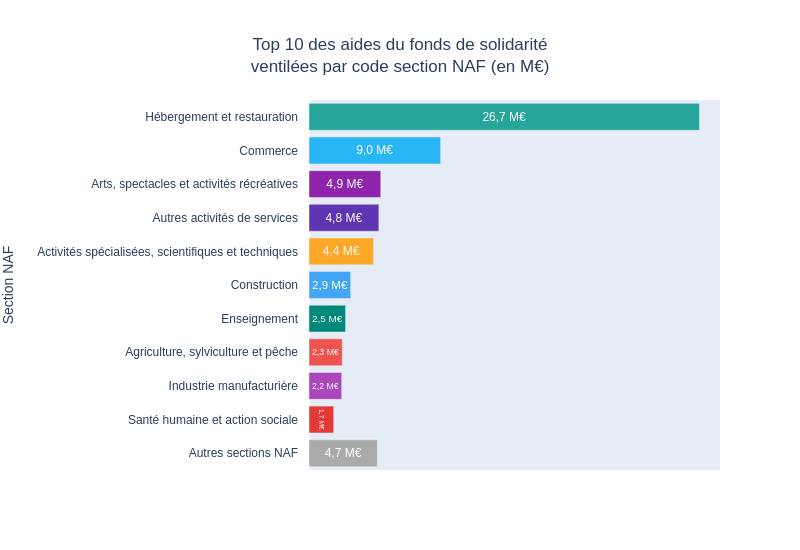 Top 10 des aides du fonds de solidarité
ventilées par code section NAF (en M€)
Section NAF
Hébergement et restauration 26,7 M€
Commerce 9,0 M€
Arts, spectacles et activités récréatives 4,9 M€
Autres activités de services 4,8 M€
Activités spécialisées, scientifiques et techniques 4,4 M€
Construction 2,9 M€
Enseignement 2,5 M€
Agriculture, sylviculture et pêche 2,3 M€
Industrie manufacturière 2,2 M€
Santé humaine et action sociale 1,7 M€
Autres sections NAF 4,7 M€